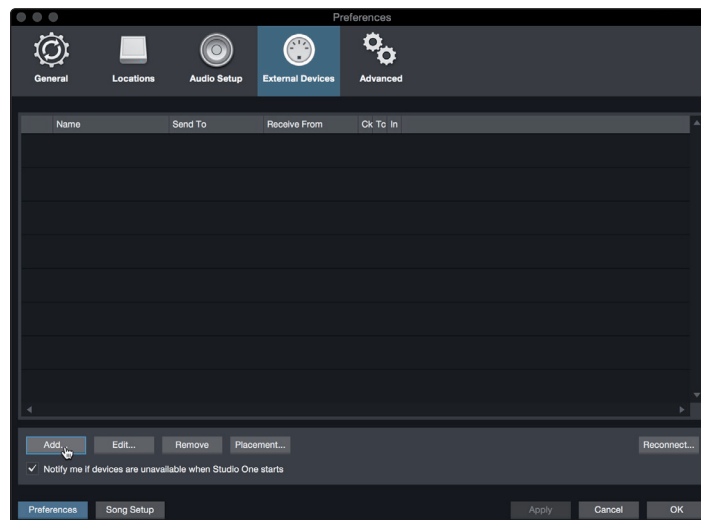 Preferences
General Locations Audio Setup External Devices Advanced
Name Send To Receive From Ck Tc In
Add... Edit... Remove Placement... Reconnect...
Notify me if devices are unavailable when Studio One starts
Preferences Song Setup Apply Cancel OK